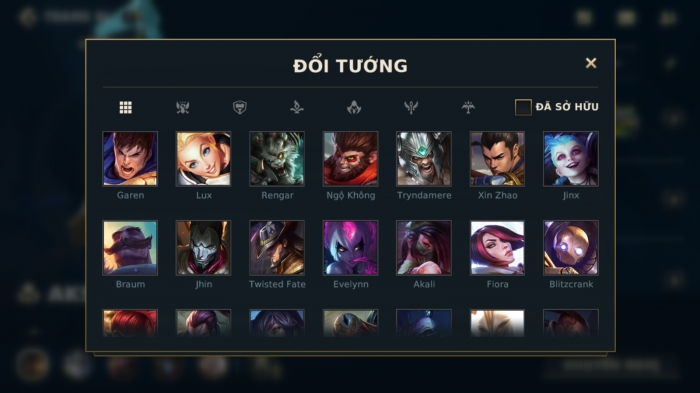 ĐỔI TƯỚNG
ĐÃ SỞ HỮU
Garen Lux Rengar Ngộ Không Tryndamere Xin Zhao Jinx
Braum Jhin Twisted Fate Evelynn Akali Fiora Blitzcrank